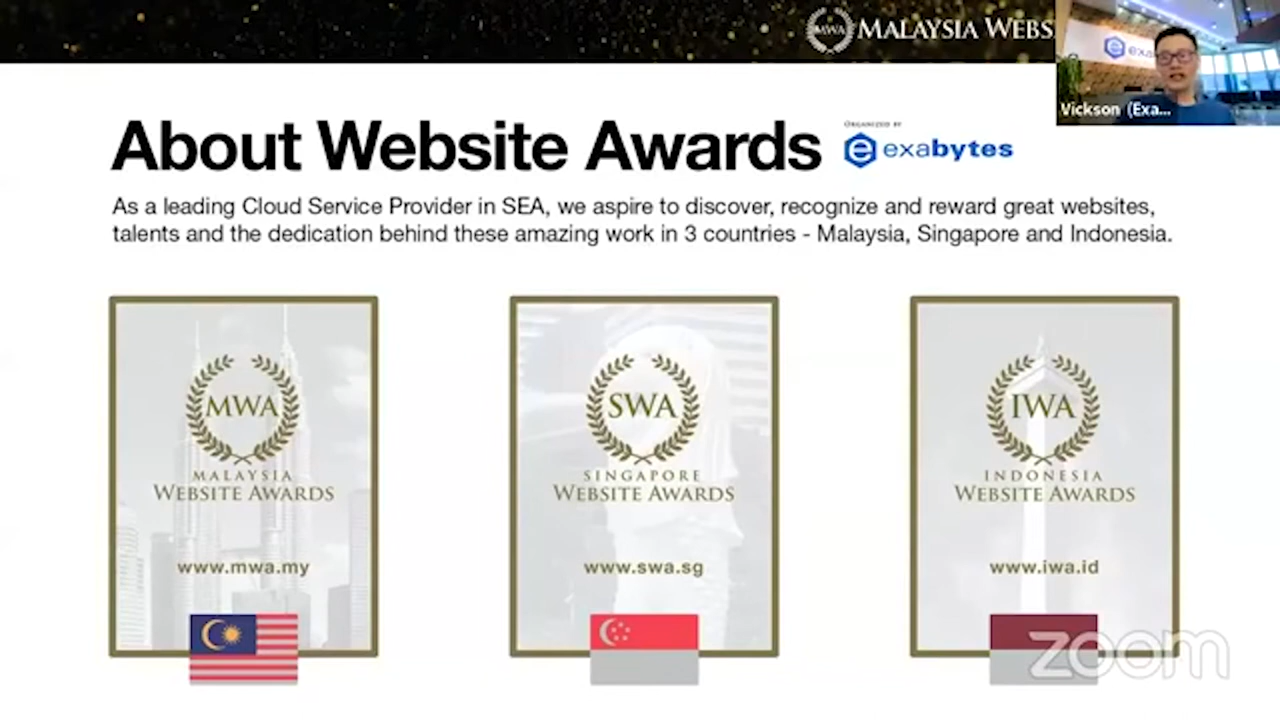 MWA MALAYSIA WEBS
exa
Vickson (Exa...
About Website Awards
ORGANIZED BY
exabytes
As a leading Cloud Service Provider in SEA, we aspire to discover, recognize and reward great websites,
talents and the dedication behind these amazing work in 3 countries - Malaysia, Singapore and Indonesia.
MWA
MALAYSIA
WEBSITE AWARDS
www.mwa.my
SWA
SINGAPORE
WEBSITE AWARDS
www.swa.sg
IWA
INDONESIA
WEBSITE AWARDS
www.iwa.id
zoom